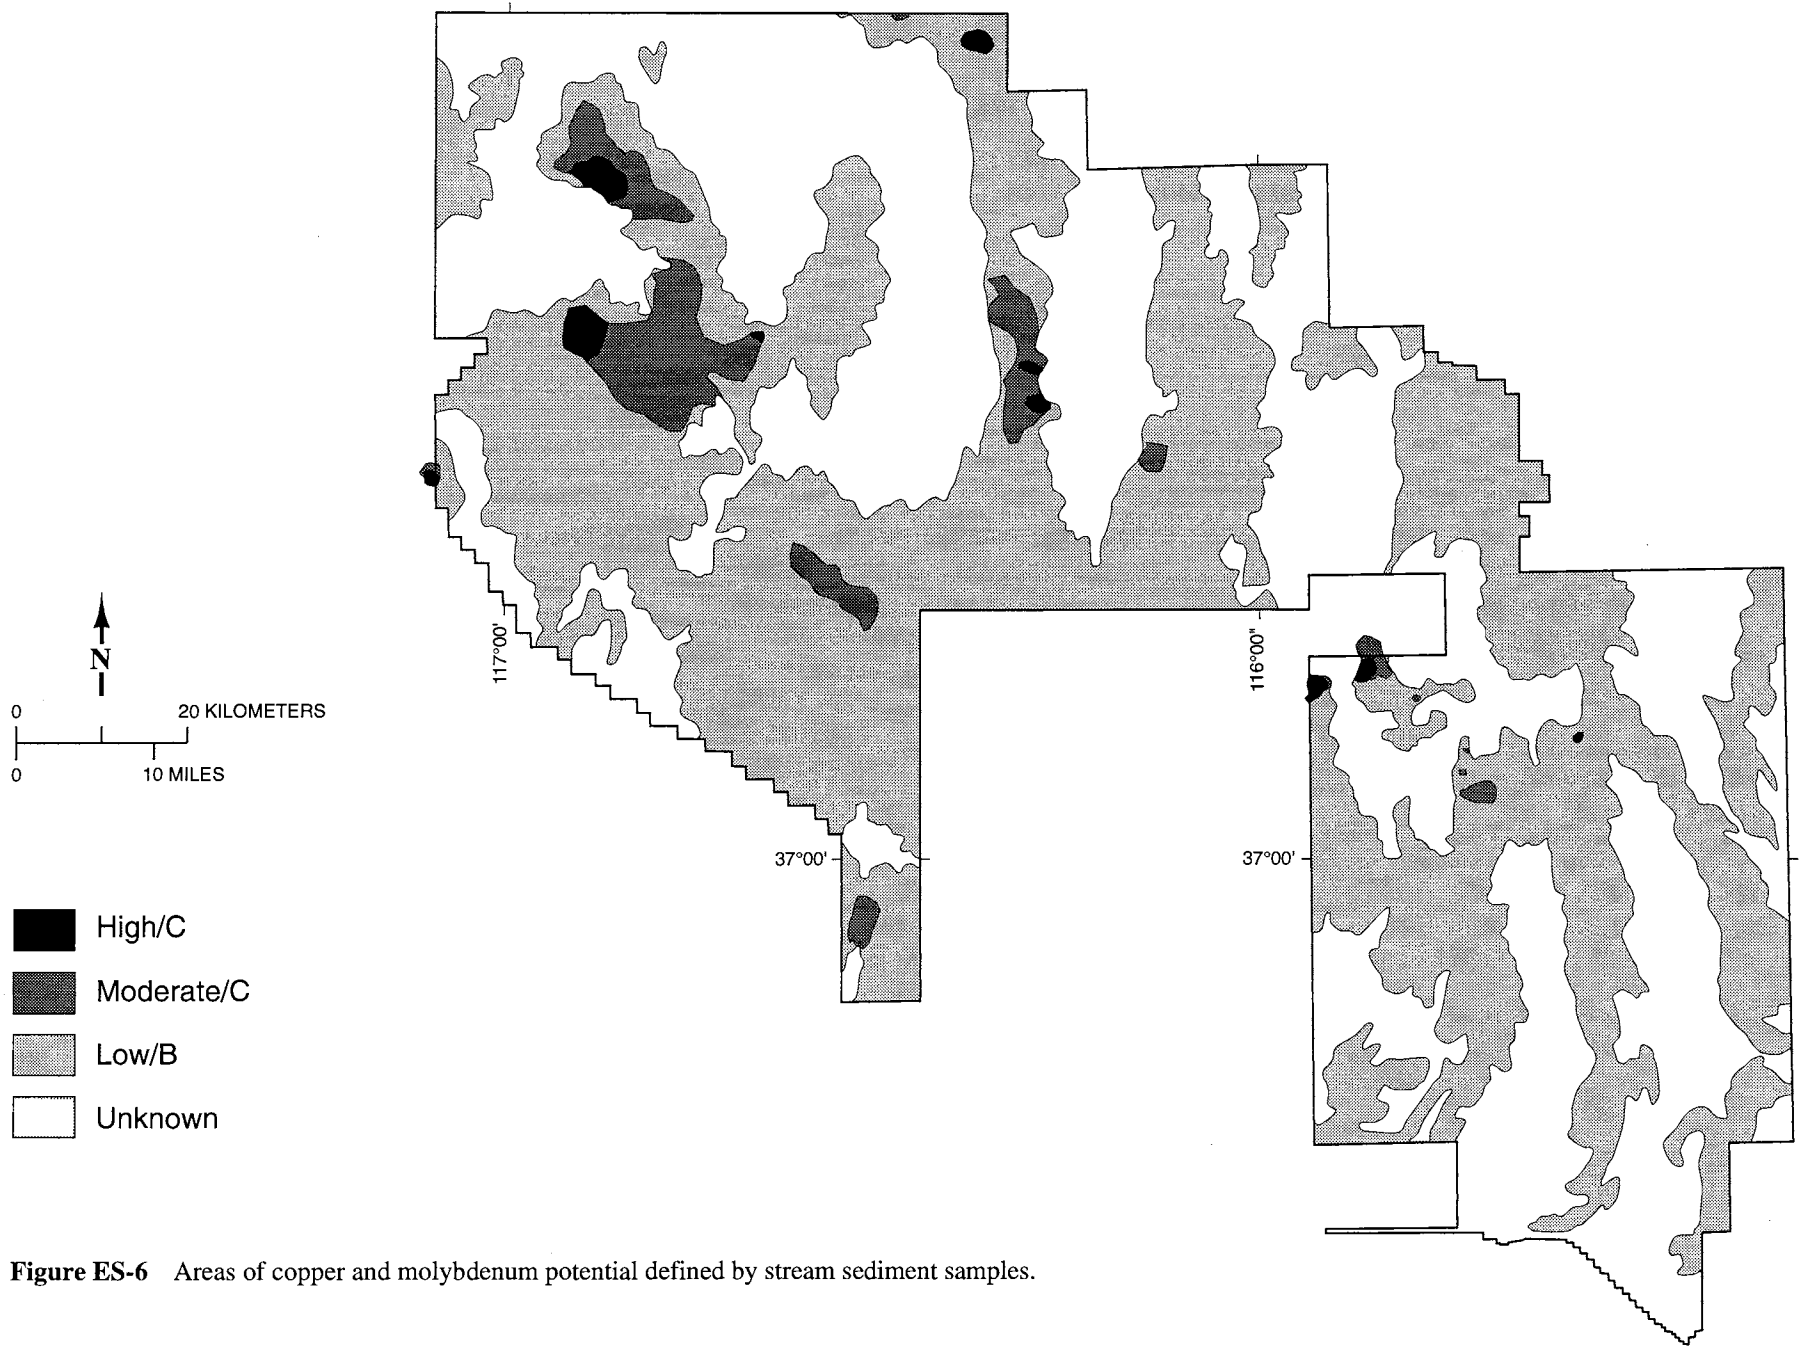 117°00'
116°00"
N
0 20 KILOMETERS
0 10 MILES
37°00'
37°00'
High/C
Moderate/C
Low/B
Unknown
Figure ES-6 Areas of copper and molybdenum potential defined by stream sediment samples.